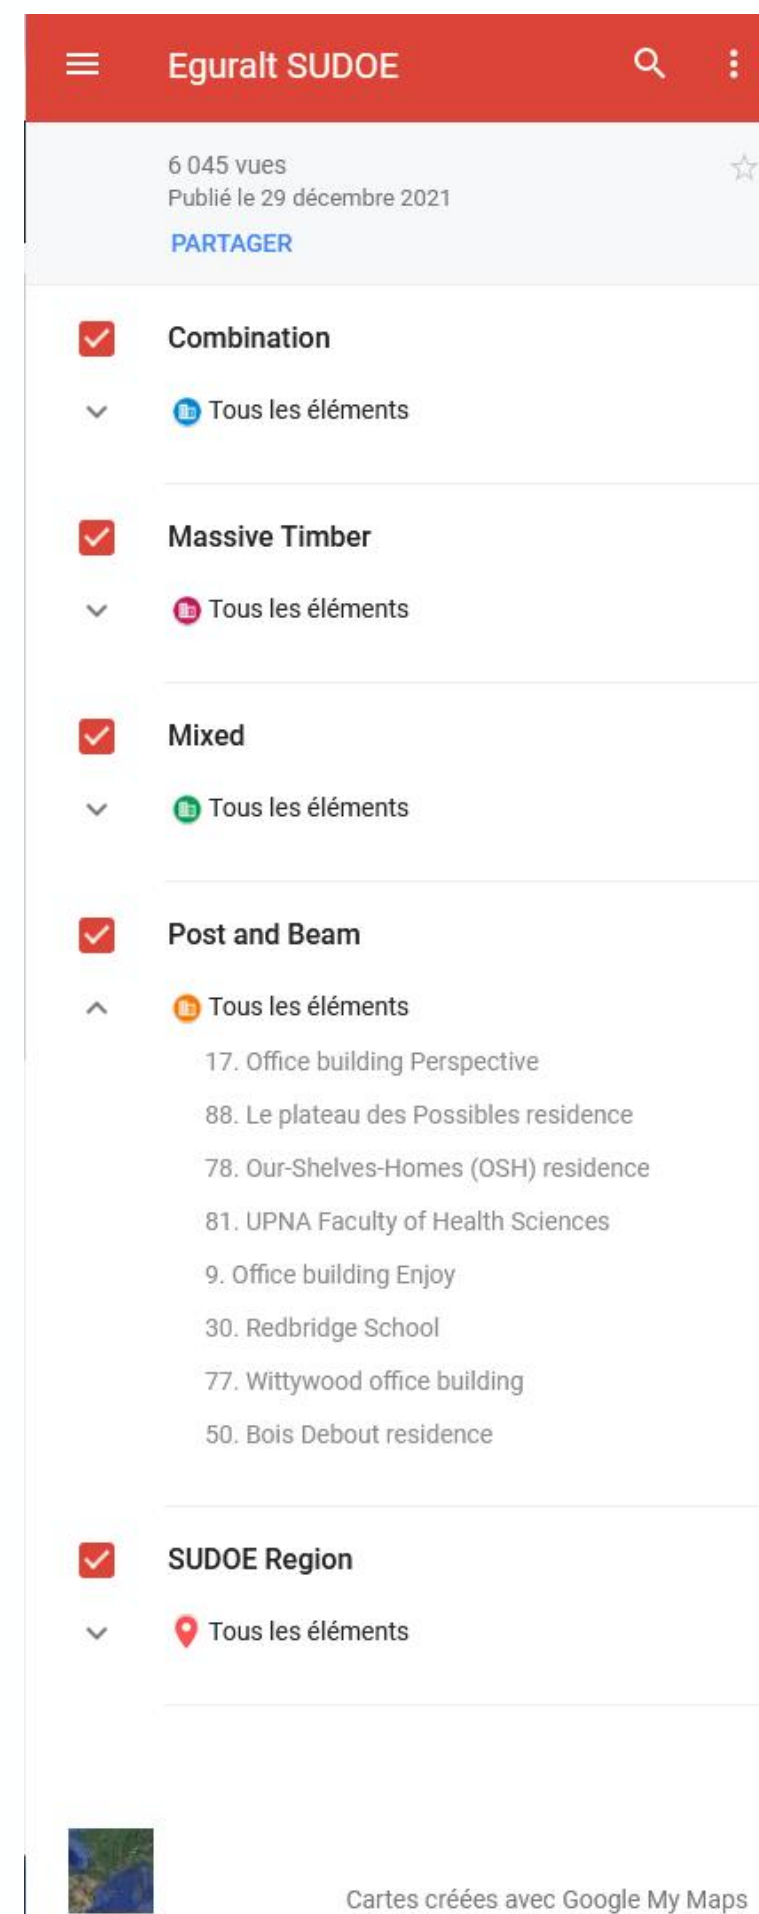 Eguralt SUDOE
6 045 vues
Publié le 29 décembre 2021
PARTAGER
Combination
Tous les éléments
Massive Timber
Tous les éléments
Mixed
Tous les éléments
Post and Beam
Tous les éléments
17. Office building Perspective
88. Le plateau des Possibles residence
78. Our-Shelves-Homes (OSH) residence
81. UPNA Faculty of Health Sciences
9. Office building Enjoy
30. Redbridge School
77. Wittywood office building
50. Bois Debout residence
SUDOE Region
Tous les éléments
Cartes créées avec Google My Maps